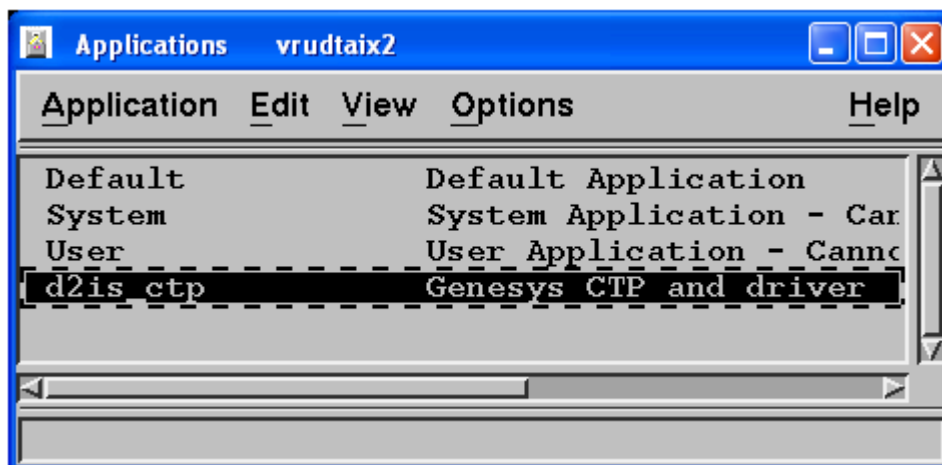 Applications vrudtaix2
Application Edit View Options Help
Default Default Application
System System Application - Can
User User Application - Canno
d2is_ctp Genesys CTP and driver